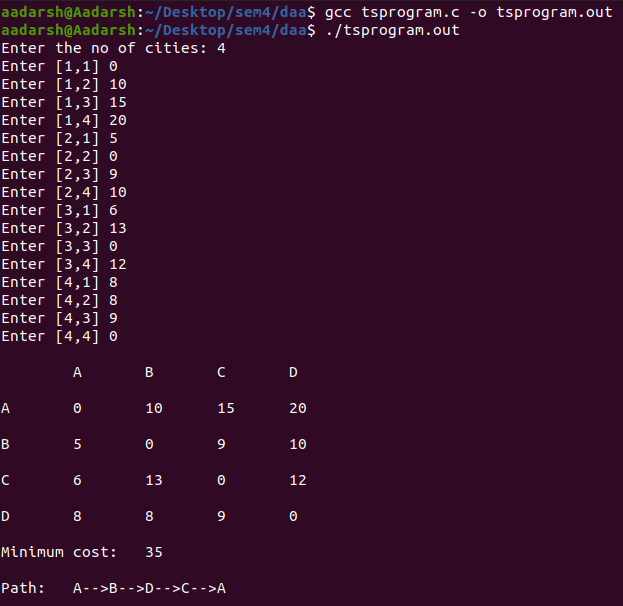 aadarsh@Aadarsh:~/Desktop/sem4/daa$ gcc tsprogram.c -o tsprogram.out
aadarsh@Aadarsh:~/Desktop/sem4/daa$ ./tsprogram.out
Enter the no of cities: 4
Enter [1,1] 0
Enter [1,2] 10
Enter [1,3] 15
Enter [1,4] 20
Enter [2,1] 5
Enter [2,2] 0
Enter [2,3] 9
Enter [2,4] 10
Enter [3,1] 6
Enter [3,2] 13
Enter [3,3] 0
Enter [3,4] 12
Enter [4,1] 8
Enter [4,2] 8
Enter [4,3] 9
Enter [4,4] 0
A B C D
A 0 10 15 20
B 5 0 9 10
C 6 13 0 12
D 8 8 9 0
Minimum cost: 35
Path: A-->B-->D-->C-->A